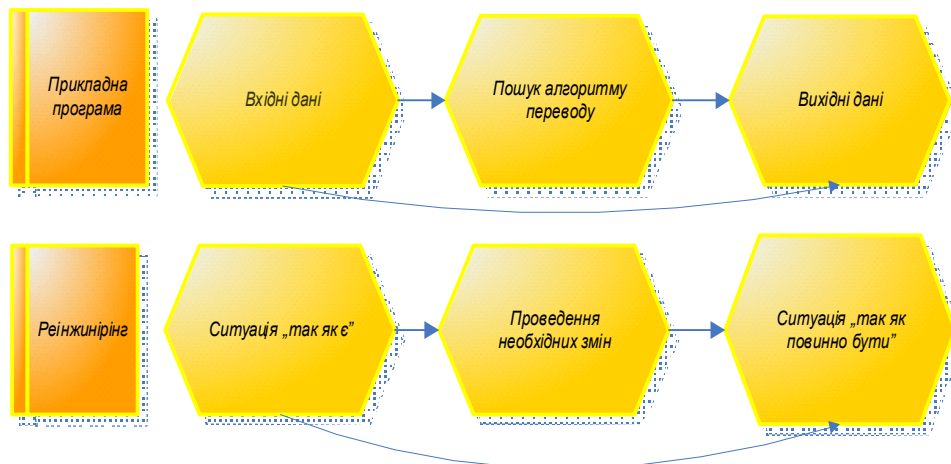 Прикладна
програма
Вхідні дані
Пошук алгоритму
переводу
Вихідні дані
Реінжинірінг
Ситуація „так як є”
Проведення
необхідних змін
Ситуація „так як
повинно бути”